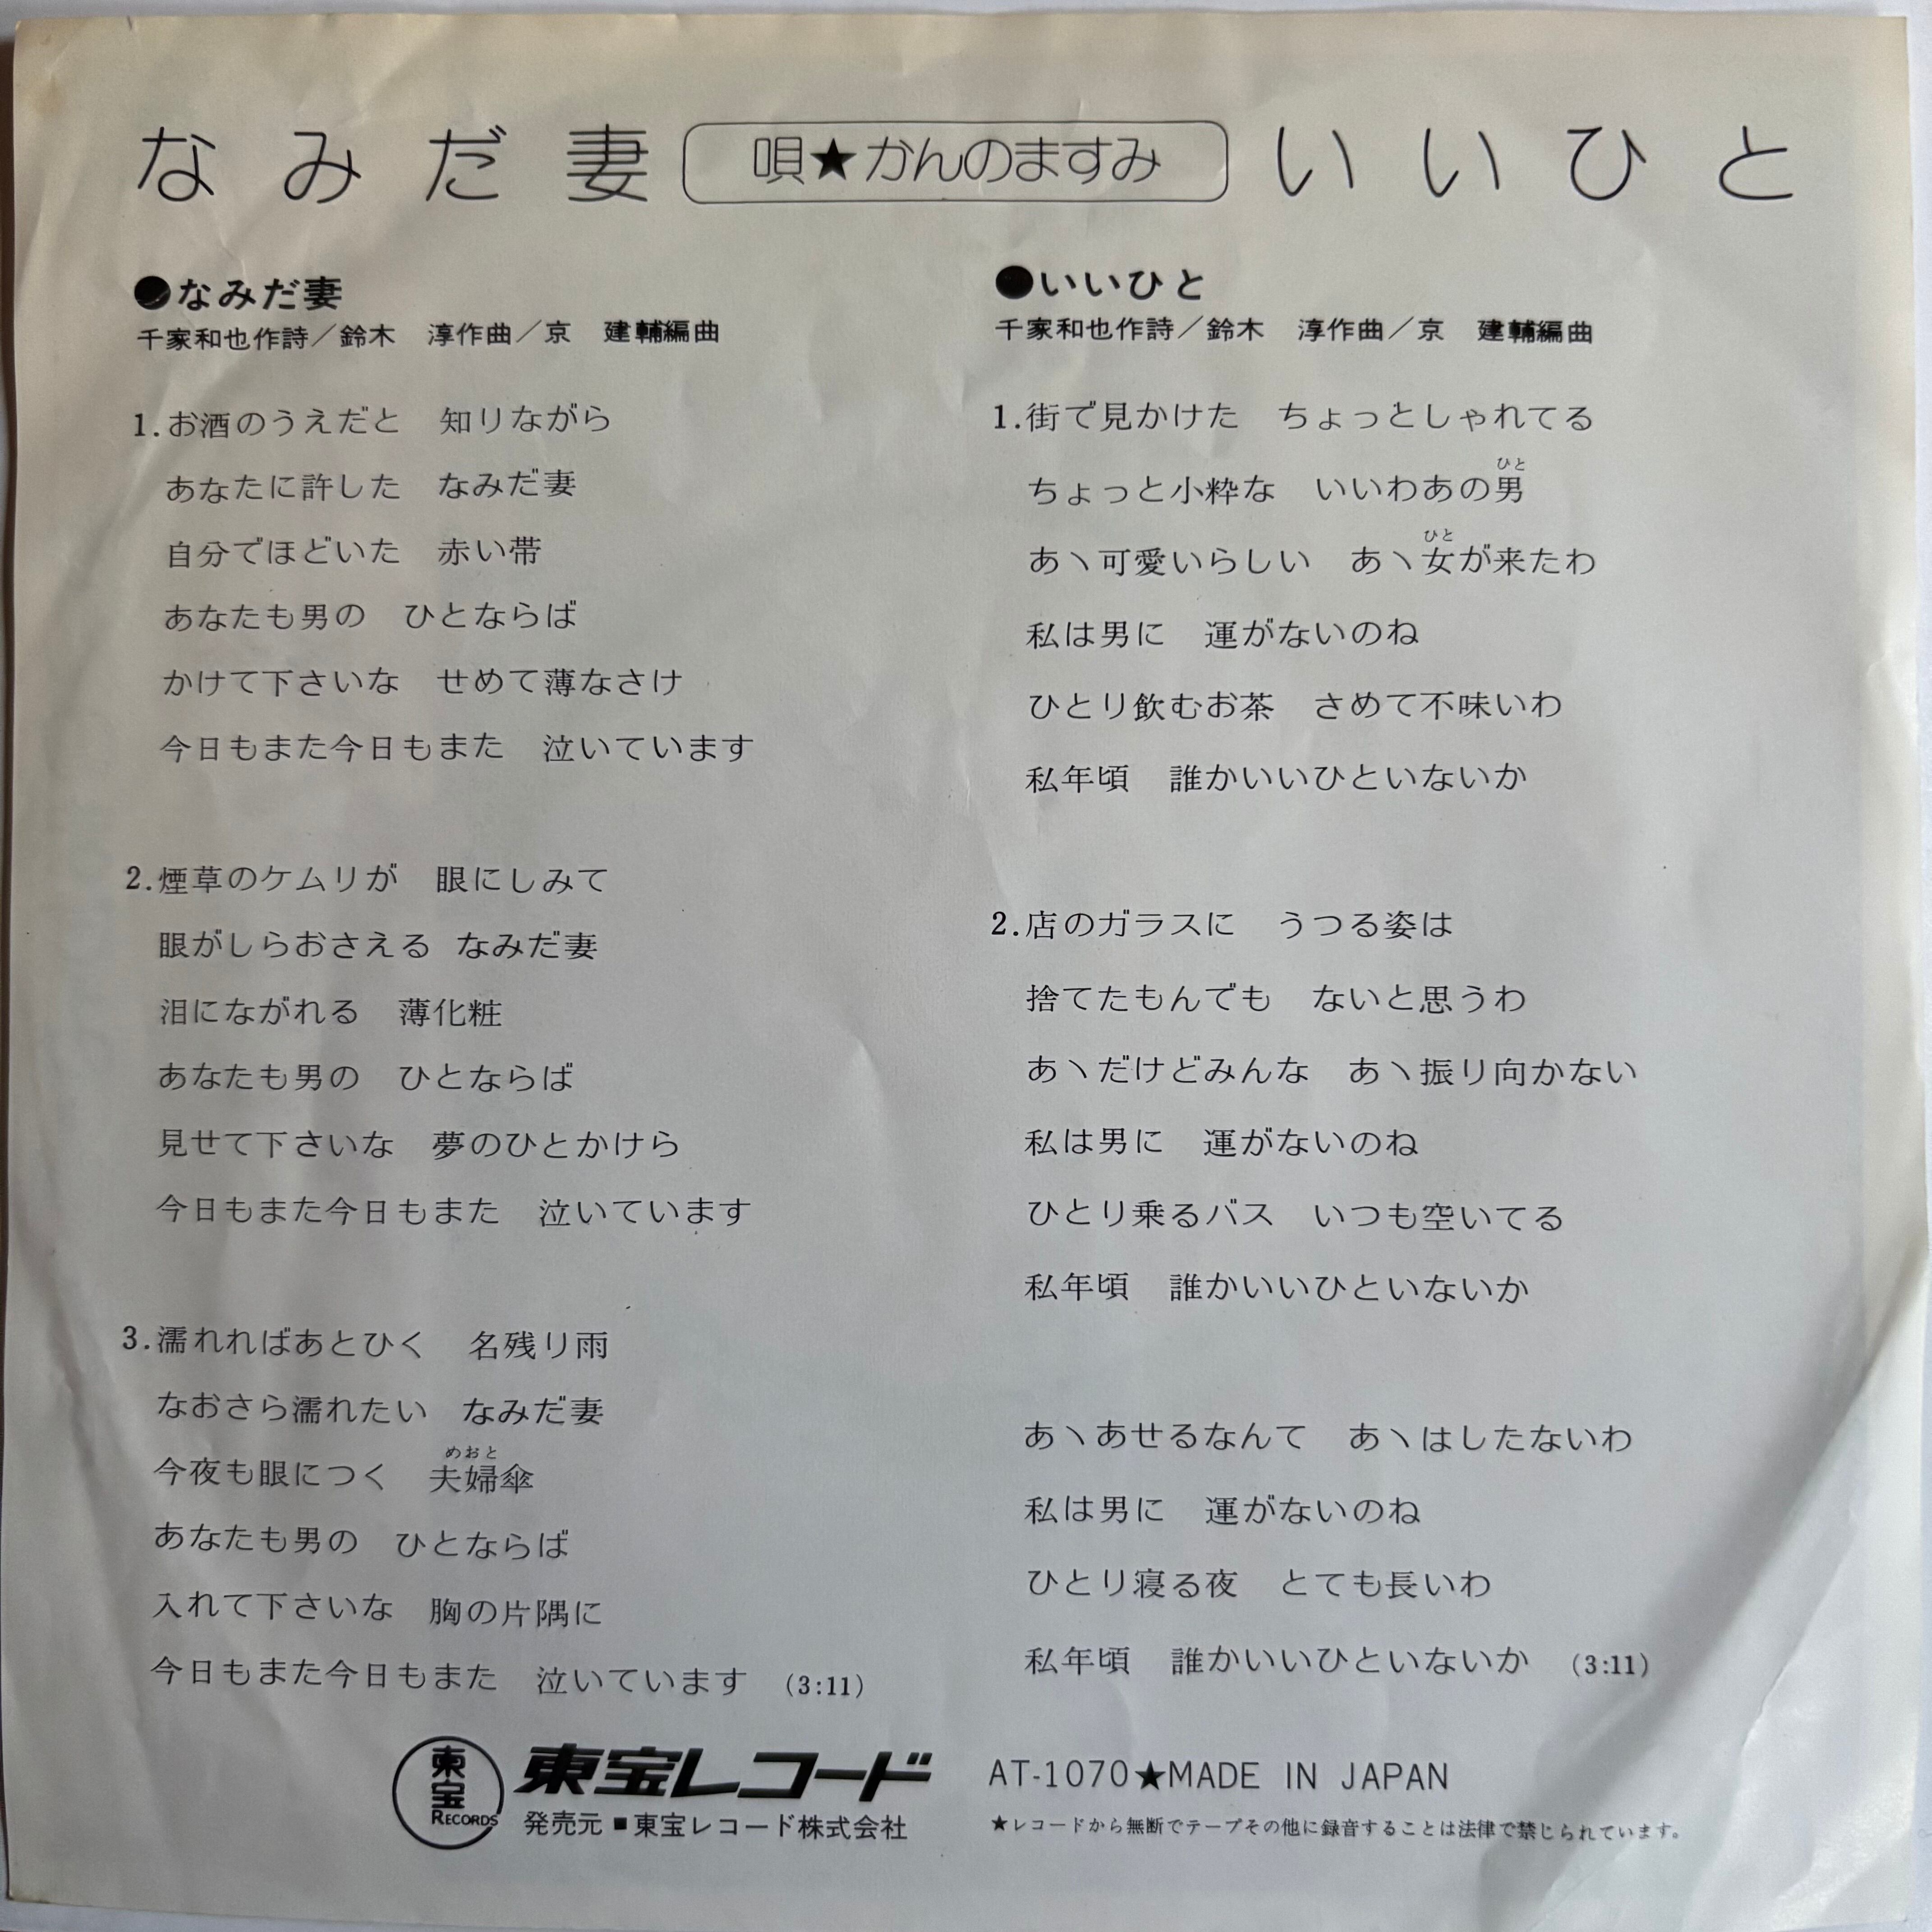 なみだ妻 唄★かんのますみ いいひと
●なみだ妻
千家和也作詩／鈴木　淳作曲／京　建輔編曲
1.お酒のうえだと　知りながら
あなたに許した　なみだ妻
自分でほどいた　赤い帯
あなたも男の　ひとならば
かけて下さいな　せめて薄なさけ
今日もまた今日もまた　泣いています
2.煙草のケムリが　眼にしみて
眼がしらおさえる　なみだ妻
泪にながれる　薄化粧
あなたも男の　ひとならば
見せて下さいな　夢のひとかけら
今日もまた今日もまた　泣いています
3.濡れればあとひく　名残り雨
なおさら濡れたい　なみだ妻
めおと
今夜も眼につく　夫婦傘
あなたも男の　ひとならば
入れて下さいな　胸の片隅に
今日もまた今日もまた　泣いています　（3:11）
●いいひと
千家和也作詩／鈴木　淳作曲／京　建輔編曲
1.街で見かけた　ちょっとしゃれてる
ひと
ちょっと小粋な　いいわあの男
ひと
あヽ可愛いらしい　あヽ女が来たわ
私は男に　運がないのね
ひとり飲むお茶　さめて不味いわ
私年頃　誰かいいひといないか
2.店のガラスに　うつる姿は
捨てたもんでも　ないと思うわ
あヽだけどみんな　あヽ振り向かない
私は男に　運がないのね
ひとり乗るバス　いつも空いてる
私年頃　誰かいいひといないか
あヽあせるなんて　あヽはしたないわ
私は男に　運がないのね
ひとり寝る夜　とても長いわ
私年頃　誰かいいひといないか　（3:11）
東宝
RECORDS
東宝レコード
発売元■東宝レコード株式会社
AT-1070★MADE IN JAPAN
★レコードから無断でテープその他に録音することは法律で禁じられています。